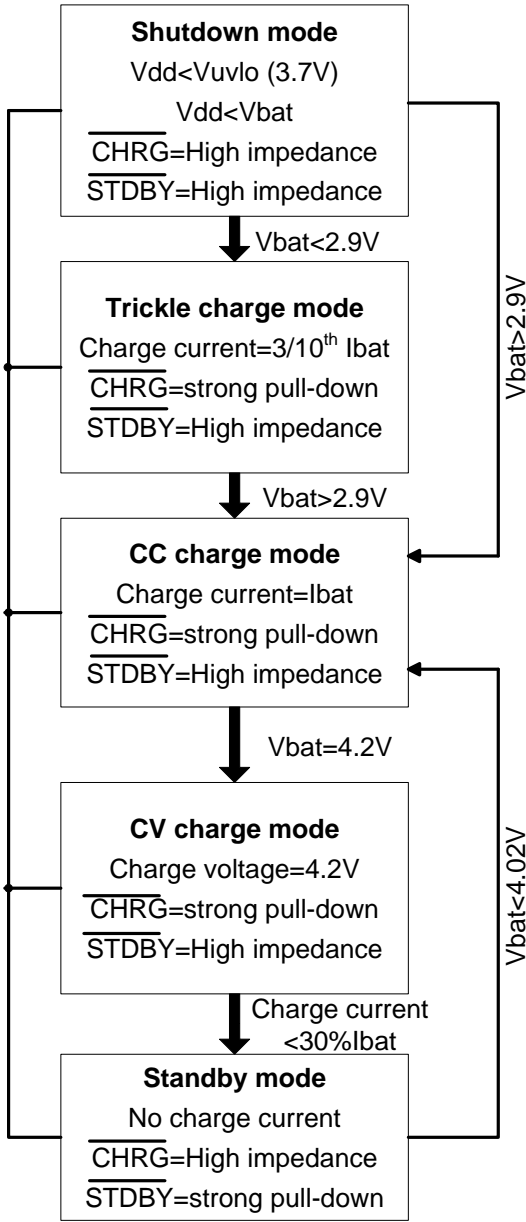 Shutdown mode
Vdd<Vuvlo (3.7V)
Vdd<Vbat
CHRG=High impedance
STDBY=High impedance
Vbat<2.9V
Vbat>2.9V
Trickle charge mode
Charge current=3/10th Ibat
CHRG=strong pull-down
STDBY=High impedance
Vbat>2.9V
CC charge mode
Charge current=Ibat
CHRG=strong pull-down
STDBY=High impedance
Vbat=4.2V
Vbat<4.02V
CV charge mode
Charge voltage=4.2V
CHRG=strong pull-down
STDBY=High impedance
Charge current
<30%Ibat
Standby mode
No charge current
CHRG=High impedance
STDBY=strong pull-down